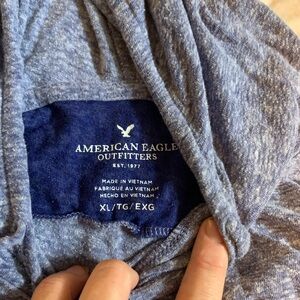 AMERICAN EAGLE
OUTFITTERS
EST. 1977
MADE IN VIETNAM
FABRIQUÉ AU VIETNAM
HECHO EN VIETNAM
XL/TG/EXG